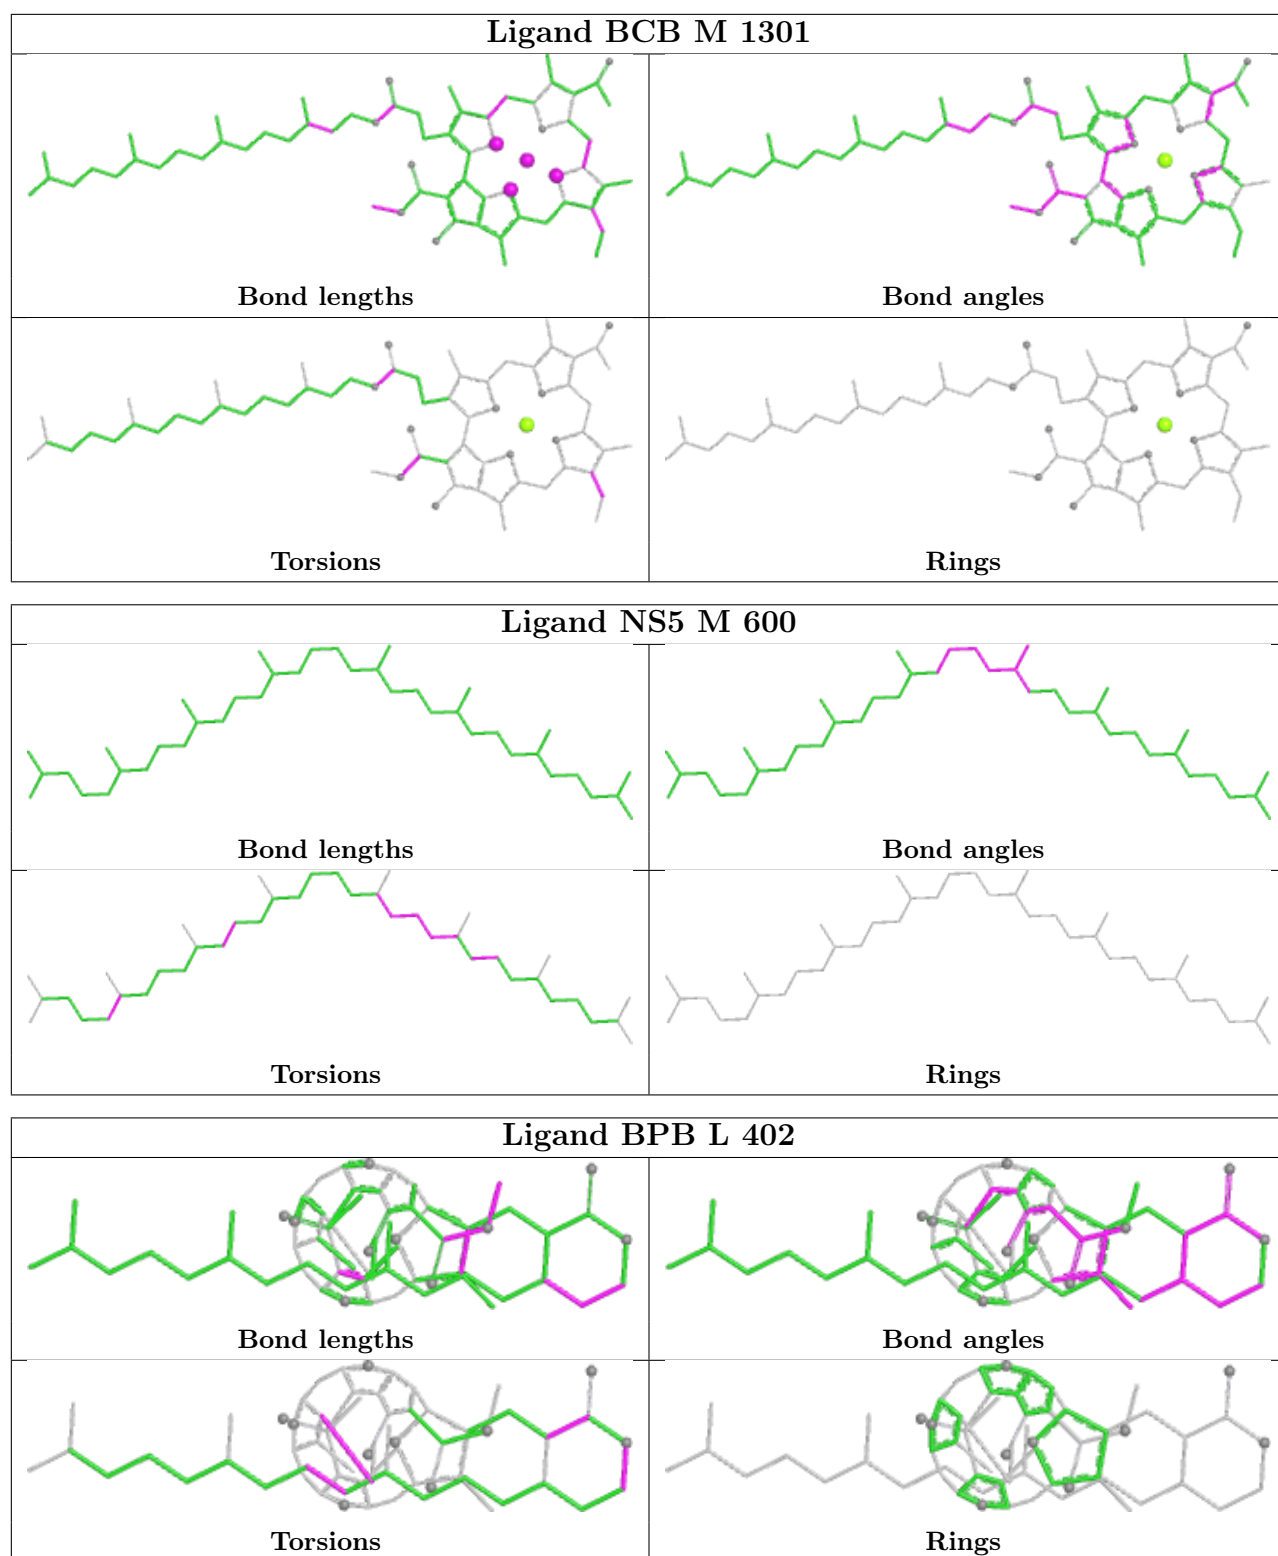 Ligand BCB M 1301
Bond lengths
Bond angles
Torsions
Rings
Ligand NS5 M 600
Bond lengths
Bond angles
Torsions
Rings
Ligand BPB L 402
Bond lengths
Bond angles
Torsions
Rings